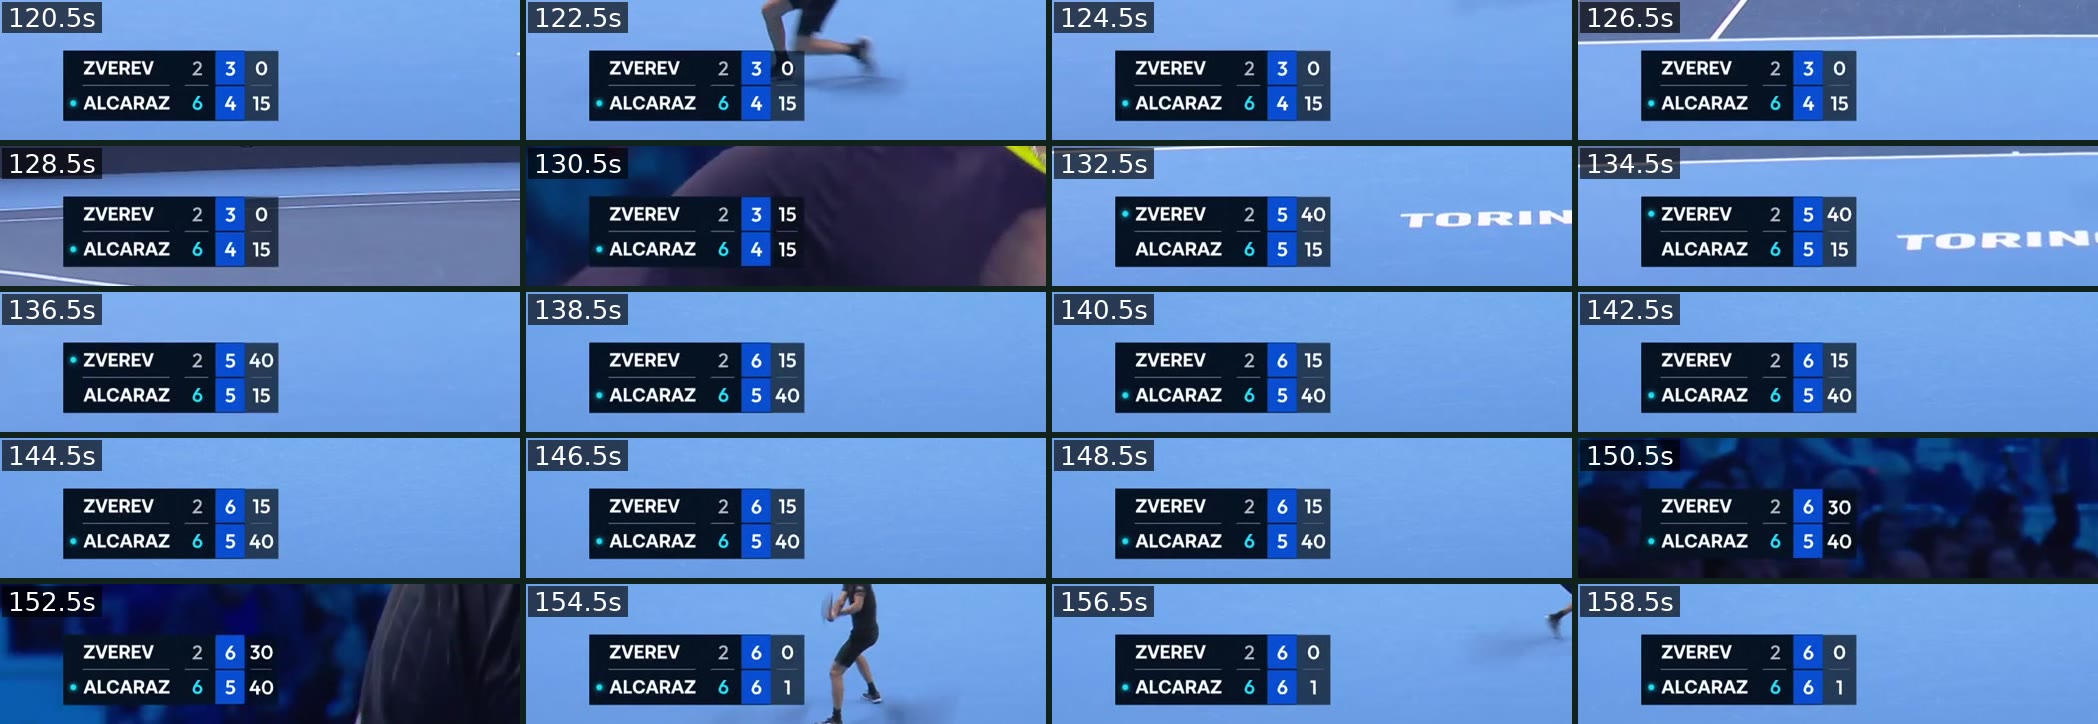 120.5s
ZVEREV 2 3 0
ALCARAZ 6 4 15
122.5s
ZVEREV 2 3 0
ALCARAZ 6 4 15
124.5s
ZVEREV 2 3 0
ALCARAZ 6 4 15
126.5s
ZVEREV 2 3 0
ALCARAZ 6 4 15
128.5s
ZVEREV 2 3 0
ALCARAZ 6 4 15
130.5s
ZVEREV 2 3 15
ALCARAZ 6 4 15
132.5s
ZVEREV 2 5 40
ALCARAZ 6 5 15
TORIN
134.5s
ZVEREV 2 5 40
ALCARAZ 6 5 15
TORIN
136.5s
ZVEREV 2 5 40
ALCARAZ 6 5 15
138.5s
ZVEREV 2 6 15
ALCARAZ 6 5 40
140.5s
ZVEREV 2 6 15
ALCARAZ 6 5 40
142.5s
ZVEREV 2 6 15
ALCARAZ 6 5 40
144.5s
ZVEREV 2 6 15
ALCARAZ 6 5 40
146.5s
ZVEREV 2 6 15
ALCARAZ 6 5 40
148.5s
ZVEREV 2 6 15
ALCARAZ 6 5 40
150.5s
ZVEREV 2 6 30
ALCARAZ 6 5 40
152.5s
ZVEREV 2 6 30
ALCARAZ 6 5 40
154.5s
ZVEREV 2 6 0
ALCARAZ 6 6 1
156.5s
ZVEREV 2 6 0
ALCARAZ 6 6 1
158.5s
ZVEREV 2 6 0
ALCARAZ 6 6 1